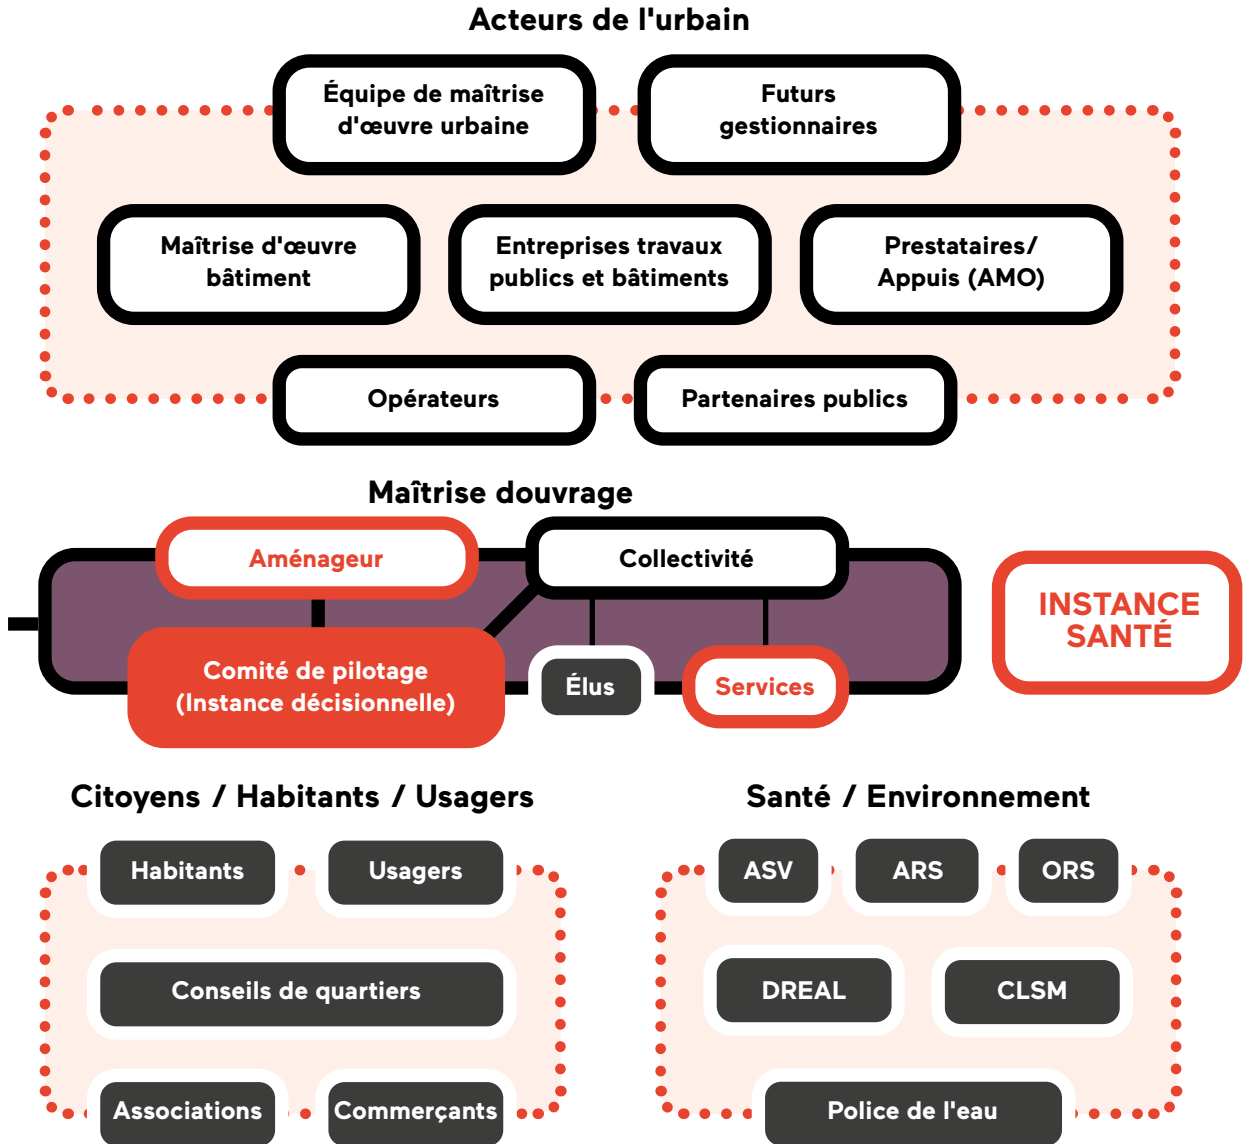 Acteurs de l'urbain
Équipe de maîtrise
d'œuvre urbaine
Futurs
gestionnaires
Maîtrise d'œuvre
bâtiment
Entreprises travaux
publics et bâtiments
Prestataires/
Appuis (AMO)
Opérateurs
Partenaires publics
Maîtrise douvrage
Aménageur
Collectivité
Comité de pilotage
(Instance décisionnelle)
Élus
Services
INSTANCE
SANTÉ
Citoyens / Habitants / Usagers
Habitants
Usagers
Conseils de quartiers
Associations
Commerçants
Santé / Environnement
ASV
ARS
ORS
DREAL
CLSM
Police de l'eau